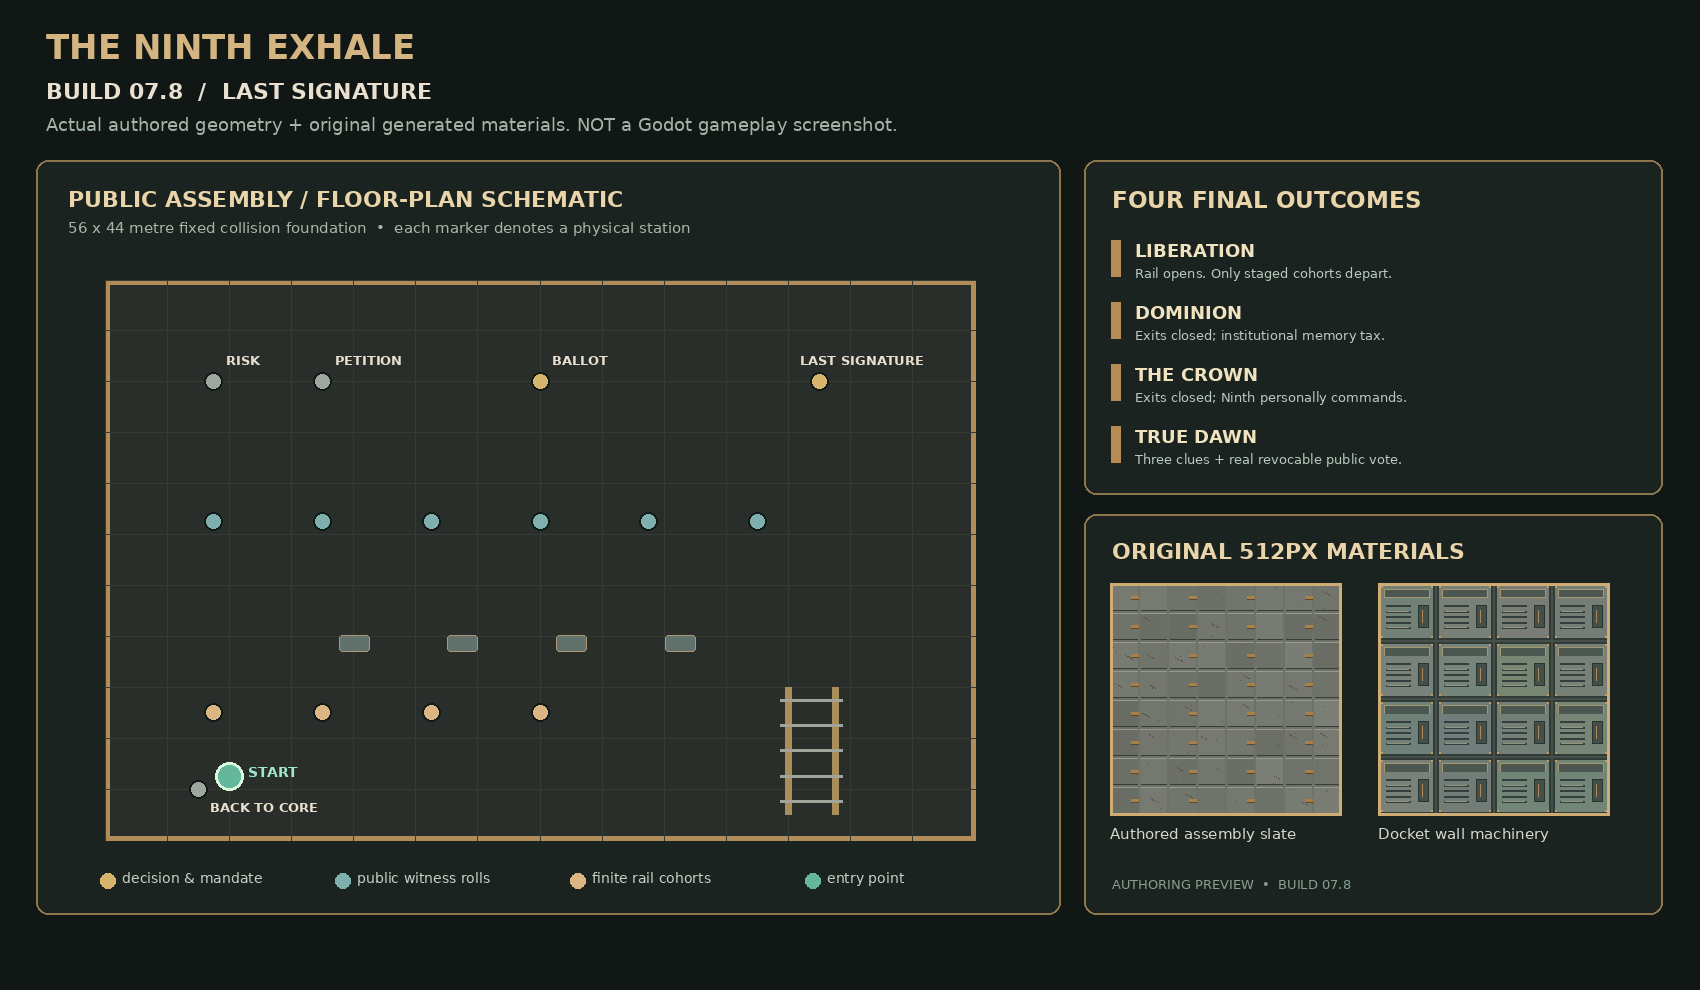 THE NINTH EXHALE
BUILD 07.8 / LAST SIGNATURE
Actual authored geometry + original generated materials. NOT a Godot gameplay screenshot.
PUBLIC ASSEMBLY / FLOOR-PLAN SCHEMATIC
56 x 44 metre fixed collision foundation • each marker denotes a physical station
RISK
PETITION
BALLOT
LAST SIGNATURE
START
BACK TO CORE
decision & mandate
public witness rolls
finite rail cohorts
entry point
FOUR FINAL OUTCOMES
LIBERATION
Rail opens. Only staged cohorts depart.
DOMINION
Exits closed; institutional memory tax.
THE CROWN
Exits closed; Ninth personally commands.
TRUE DAWN
Three clues + real revocable public vote.
ORIGINAL 512PX MATERIALS
Authored assembly slate
Docket wall machinery
AUTHORING PREVIEW • BUILD 07.8